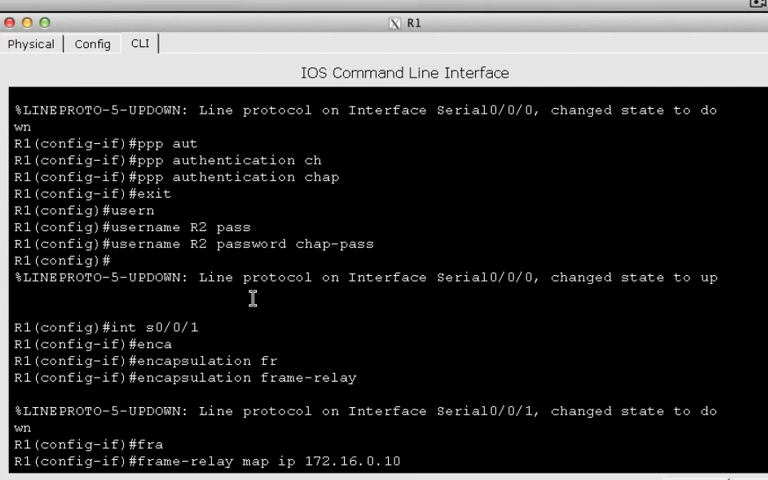 R1
Physical
Config
CLI
IOS Command Line Interface
%LINEPROTO-5-UPDOWN: Line protocol on Interface Serial0/0/0, changed state to do
wn
R1(config-if)#ppp aut
R1(config-if)#ppp authentication ch
R1(config-if)#ppp authentication chap
R1(config-if)#exit
R1(config)#usern
R1(config)#username R2 pass
R1(config)#username R2 password chap-pass
R1(config)#
%LINEPROTO-5-UPDOWN: Line protocol on Interface Serial0/0/0, changed state to up
R1(config)#int s0/0/1
R1(config-if)#enca
R1(config-if)#encapsulation fr
R1(config-if)#encapsulation frame-relay
%LINEPROTO-5-UPDOWN: Line protocol on Interface Serial0/0/1, changed state to do
wn
R1(config-if)#fra
R1(config-if)#frame-relay map ip 172.16.0.10